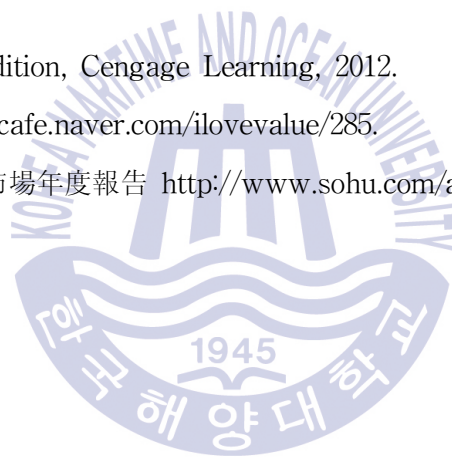 dition, Cengage Learning, 2012.
cafe.naver.com/ilovevalue/285.
場年度報告 http://www.sohu.com/a
KOREA MARITIME AND OCEAN UNIVERSITY
1945
한국해양대학교